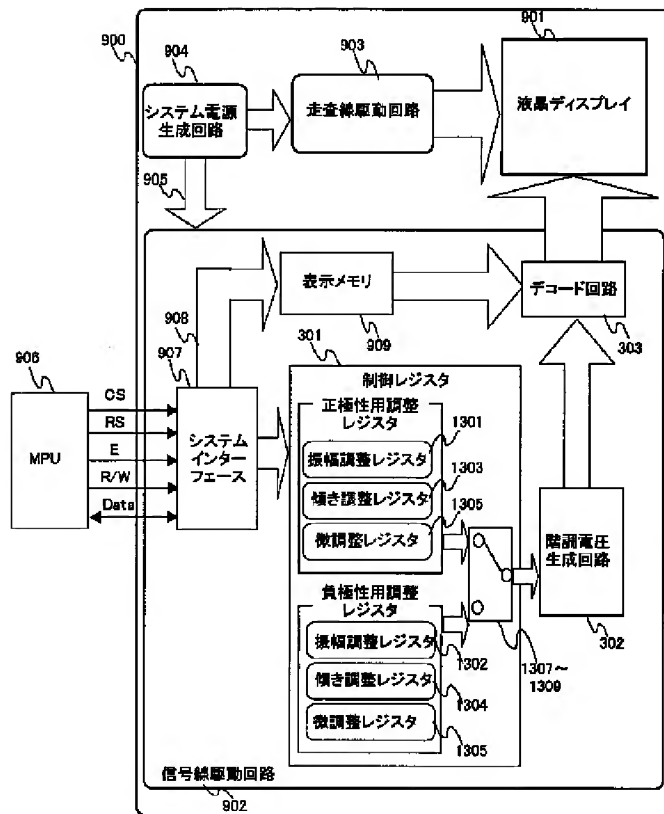 900
904
システム電源
生成回路
905
903
走査線駆動回路
901
液晶ディスプレイ
908
表示メモリ
909
デコード回路
303
906
MPU
CS
RS
E
R/W
Data
907
システム
インター
フェース
301
制御レジスタ
正極性用調整
レジスタ
1301
振幅調整レジスタ
1303
傾き調整レジスタ
1305
微調整レジスタ
負極性用調整
レジスタ
振幅調整レジスタ
1302
傾き調整レジスタ
1304
微調整レジスタ
1305
1307〜
1309
階調電圧
生成回路
302
信号線駆動回路
902